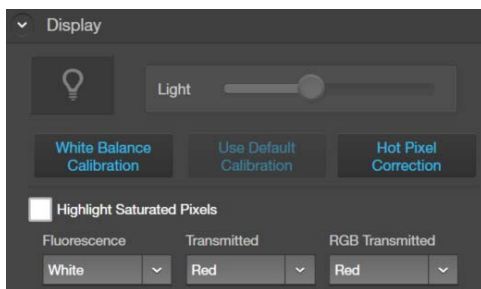 Display
Light
White Balance Calibration
Use Default Calibration
Hot Pixel Correction
Highlight Saturated Pixels
Fluorescence Transmitted RGB Transmitted
White Red Red